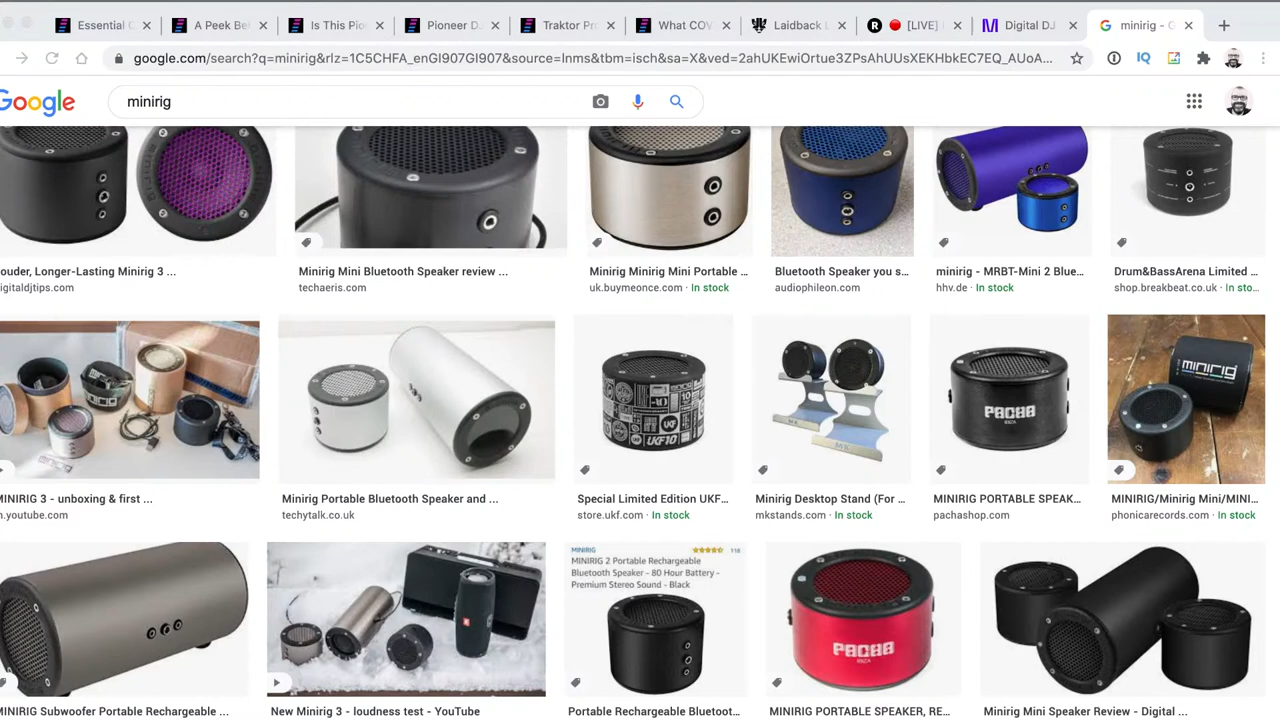 Essential C
A Peek Be
Is This Pio
Pioneer D.
Traktor Pro
What COV
Laidback L
[LIVE]
Digital DJ
minirig - G
google.com/search?q=minirig&rlz=1C5CHFA_enGI907GI907&source=lnms&tbm=isch&sa=X&ved=2ahUKEwiOrtue3ZPsAhUUsXEKHbkEC7EQ_AUoA...
Google
minirig
ouder, Longer-Lasting Minirig 3 ...
igitaldjtips.com
Minirig Mini Bluetooth Speaker review ...
techaeris.com
Minirig Minirig Mini Portable ...
uk.buymeonce.com · In stock
Bluetooth Speaker you s...
audiophileon.com
minirig - MRBT-Mini 2 Blue...
hhv.de · In stock
Drum&BassArena Limited ...
shop.breakbeat.co.uk · In sto...
minirig
UKF10
PACHA
IBIZA
minirig
MINIRIG 3 - unboxing & first ...
n.youtube.com
Minirig Portable Bluetooth Speaker and ...
techytalk.co.uk
Special Limited Edition UKF...
store.ukf.com · In stock
Minirig Desktop Stand (For ...
mkstands.com · In stock
MINIRIG PORTABLE SPEAK...
pachashop.com
MINIRIG/Minirig Mini/MINI...
phonicarecords.com · In stock
MINIRIG
118
MINIRIG 2 Portable Rechargeable
Bluetooth Speaker - 80 Hour Battery -
Premium Stereo Sound - Black
PACHA
IBIZA
MINIRIG Subwoofer Portable Rechargeable ...
New Minirig 3 - loudness test - YouTube
Portable Rechargeable Bluetoot...
MINIRIG PORTABLE SPEAKER, RE...
Minirig Mini Speaker Review - Digital ...